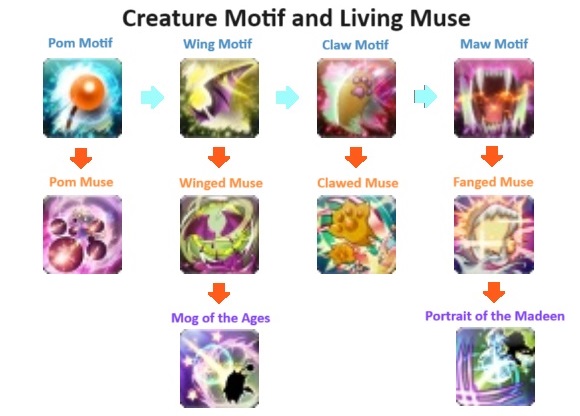 Creature Motif and Living Muse
Pom Motif
Wing Motif
Claw Motif
Maw Motif
Pom Muse
Winged Muse
Clawed Muse
Fanged Muse
Mog of the Ages
Portrait of the Madeen